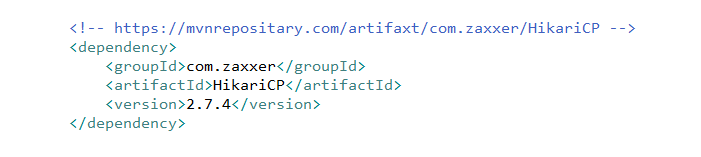 <!-- https://mvnrepositary.com/artifaxt/com.zaxxer/HikariCP -->
<dependency>
    <groupId>com.zaxxer</groupId>
    <artifactId>HikariCP</artifactId>
    <version>2.7.4</version>
</dependency>